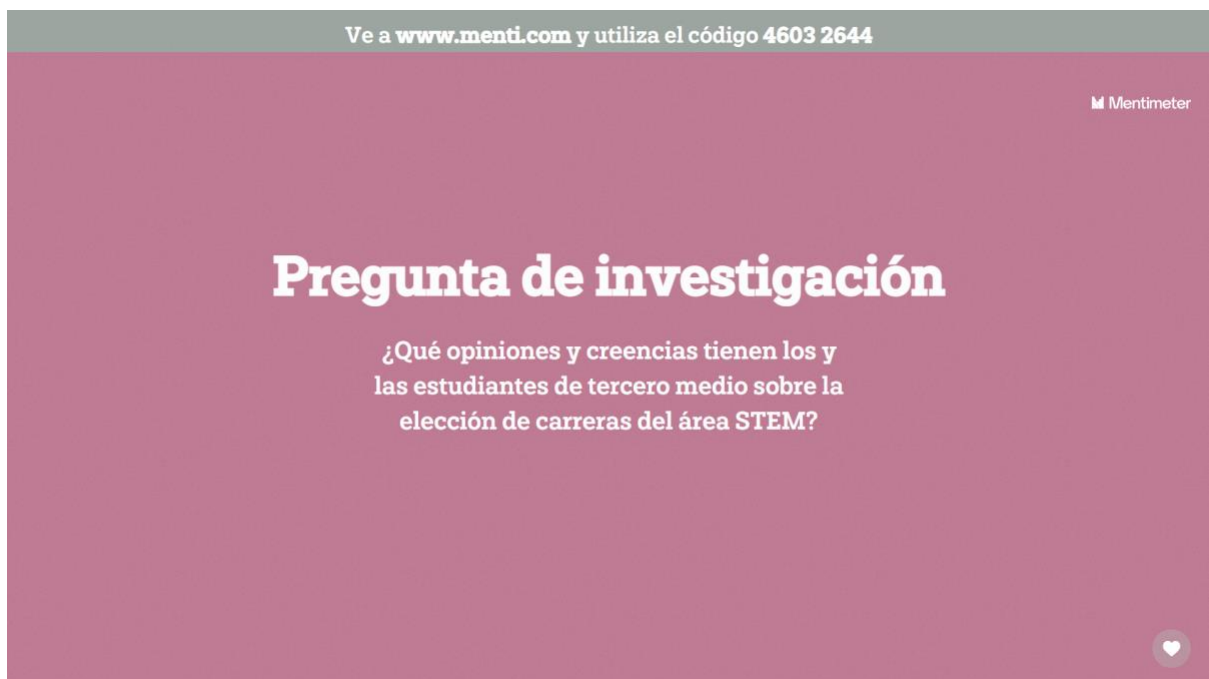 Ve a www.menti.com y utiliza el código 4603 2644
Mentimeter
Pregunta de investigación
¿Qué opiniones y creencias tienen los y
las estudiantes de tercero medio sobre la
elección de carreras del área STEM?